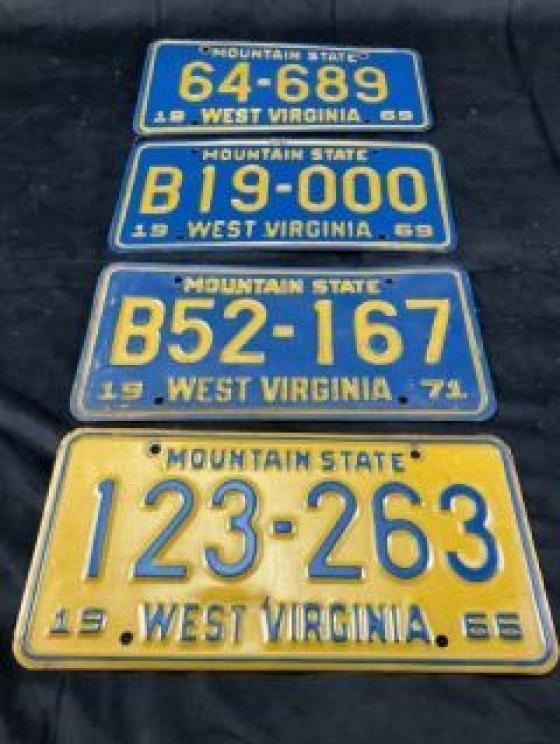 MOUNTAIN STATE
64-689
19 WEST VIRGINIA 69
MOUNTAIN STATE
B19-000
19 WEST VIRGINIA 69
MOUNTAIN STATE
B52-167
19 WEST VIRGINIA 71
MOUNTAIN STATE
123-263
19 WEST VIRGINIA 66